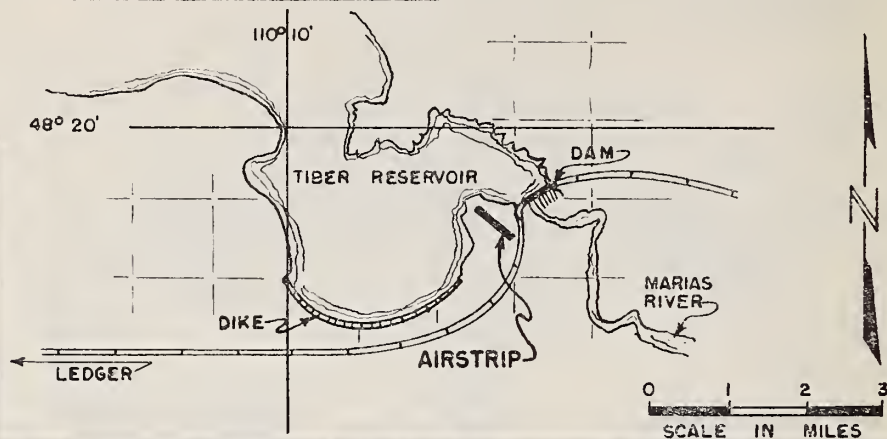 110° 10'
48° 20'
DAM
TIBER RESERVOIR
N
MARIAS
RIVER
DIKE
AIRSTRIP
LEDGER
0 1 2 3
SCALE IN MILES